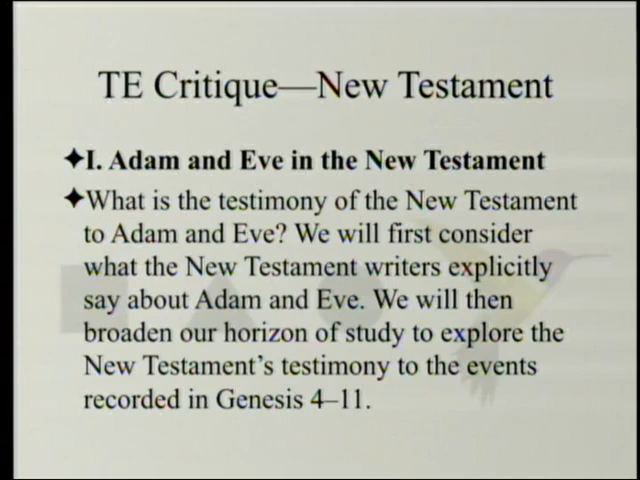 TE Critique—New Testament
✦I. Adam and Eve in the New Testament
✦What is the testimony of the New Testament
to Adam and Eve? We will first consider
what the New Testament writers explicitly
say about Adam and Eve. We will then
broaden our horizon of study to explore the
New Testament’s testimony to the events
recorded in Genesis 4–11.